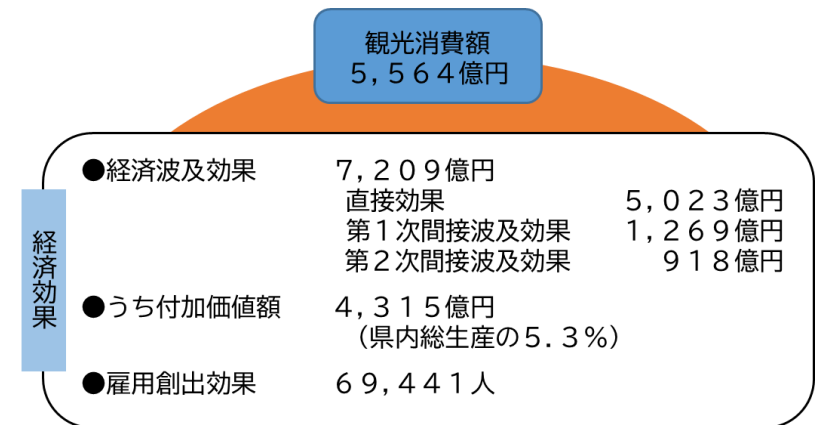 観光消費額
５,５６４億円
●経済波及効果　７,２０９億円
直接効果　５,０２３億円
第１次間接波及効果　１,２６９億円
第２次間接波及効果　９１８億円
●うち付加価値額　４,３１５億円
（県内総生産の５.３％）
●雇用創出効果　６９,４４１人
経済効果